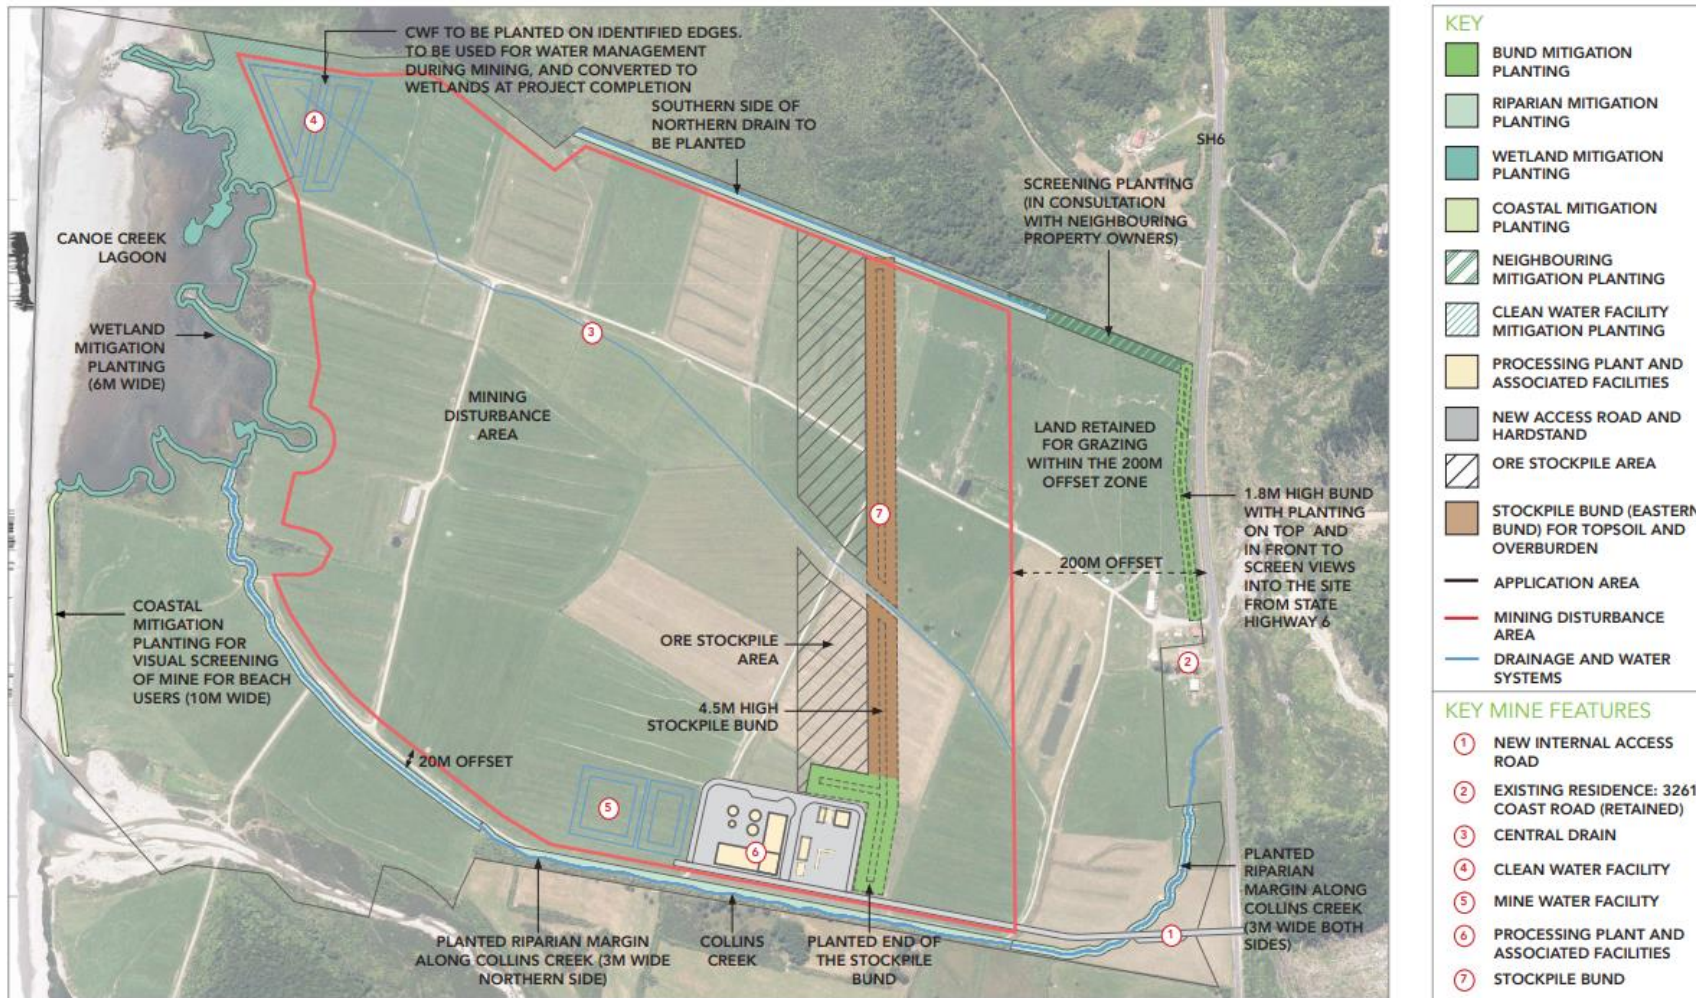 CWF TO BE PLANTED ON IDENTIFIED EDGES.
TO BE USED FOR WATER MANAGEMENT
DURING MINING, AND CONVERTED TO
WETLANDS AT PROJECT COMPLETION
SOUTHERN SIDE OF
NORTHERN DRAIN TO
BE PLANTED
SH6
SCREENING PLANTING
(IN CONSULTATION
WITH NEIGHBOURING
PROPERTY OWNERS)
4
CANOE CREEK
LAGOON
WETLAND
MITIGATION
PLANTING
(6M WIDE)
3
MINING
DISTURBANCE
AREA
LAND RETAINED
FOR GRAZING
WITHIN THE 200M
OFFSET ZONE
7
1.8M HIGH BUND
WITH PLANTING
ON TOP AND
IN FRONT TO
SCREEN VIEWS
INTO THE SITE
FROM STATE
HIGHWAY 6
200M OFFSET
COASTAL
MITIGATION
PLANTING FOR
VISUAL SCREENING
OF MINE FOR BEACH
USERS (10M WIDE)
ORE STOCKPILE
AREA
2
4.5M HIGH
STOCKPILE BUND
20M OFFSET
5
6
PLANTED
RIPARIAN
MARGIN ALONG
COLLINS CREEK
(3M WIDE BOTH
SIDES)
1
PLANTED RIPARIAN MARGIN
ALONG COLLINS CREEK (3M WIDE
NORTHERN SIDE)
COLLINS
CREEK
PLANTED END OF
THE STOCKPILE
BUND
KEY
BUND MITIGATION
PLANTING
RIPARIAN MITIGATION
PLANTING
WETLAND MITIGATION
PLANTING
COASTAL MITIGATION
PLANTING
NEIGHBOURING
MITIGATION PLANTING
CLEAN WATER FACILITY
MITIGATION PLANTING
PROCESSING PLANT AND
ASSOCIATED FACILITIES
NEW ACCESS ROAD AND
HARDSTAND
ORE STOCKPILE AREA
STOCKPILE BUND (EASTERN
BUND) FOR TOPSOIL AND
OVERBURDEN
APPLICATION AREA
MINING DISTURBANCE
AREA
DRAINAGE AND WATER
SYSTEMS
KEY MINE FEATURES
1 NEW INTERNAL ACCESS
ROAD
2 EXISTING RESIDENCE: 3261
COAST ROAD (RETAINED)
3 CENTRAL DRAIN
4 CLEAN WATER FACILITY
5 MINE WATER FACILITY
6 PROCESSING PLANT AND
ASSOCIATED FACILITIES
7 STOCKPILE BUND